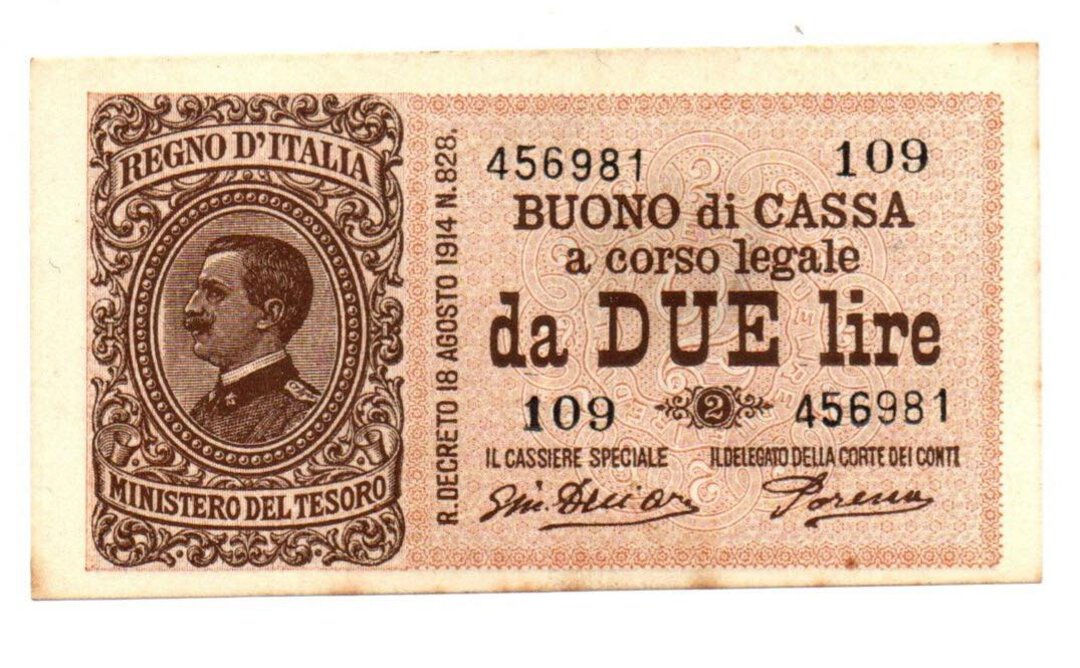 REGNO D'ITALIA
MINISTERO DEL TESORO
R. DECRETO 18 AGOSTO 1914 N. 828.
456981 109
BUONO di CASSA
a corso legale
da DUE lire
109 2 456981
IL CASSIERE SPECIALE IL DELEGATO DELLA CORTE DEI CONTI